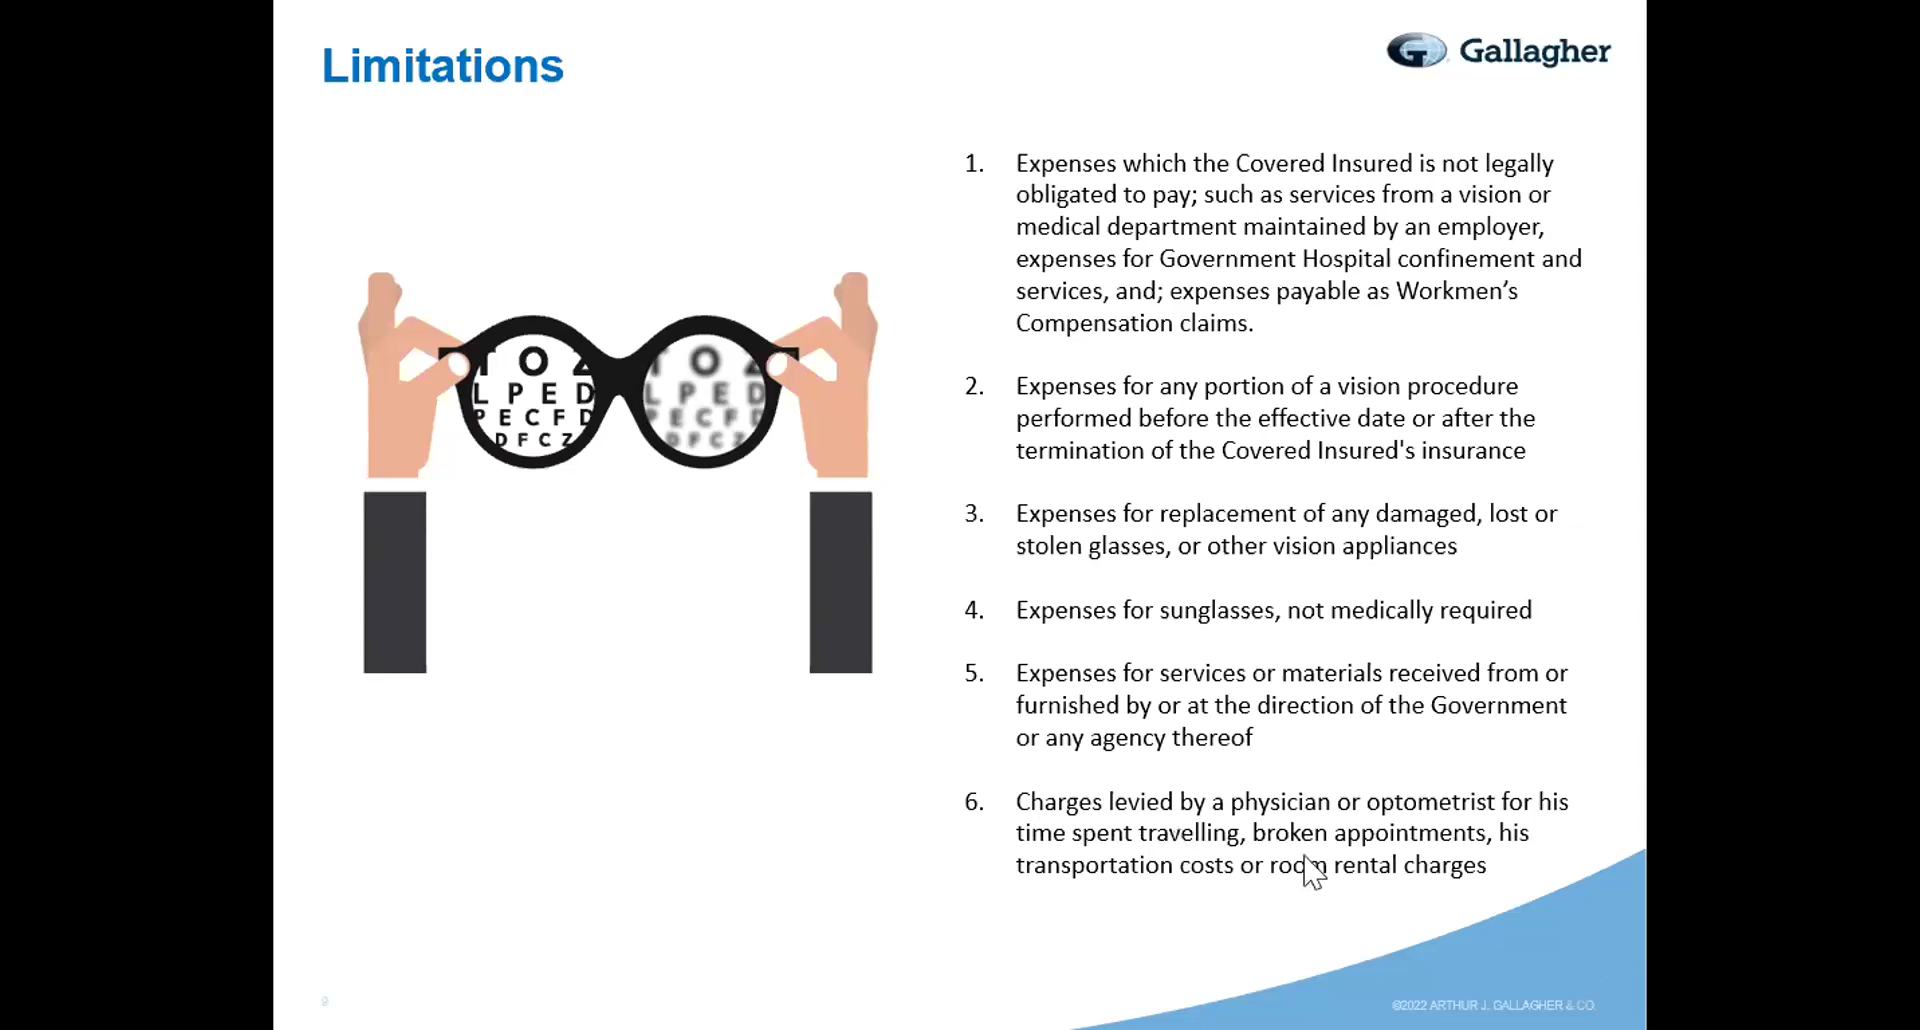 Limitations
Gallagher
1. Expenses which the Covered Insured is not legally
obligated to pay; such as services from a vision or
medical department maintained by an employer,
expenses for Government Hospital confinement and
services, and; expenses payable as Workmen’s
Compensation claims.
2. Expenses for any portion of a vision procedure
performed before the effective date or after the
termination of the Covered Insured's insurance
3. Expenses for replacement of any damaged, lost or
stolen glasses, or other vision appliances
4. Expenses for sunglasses, not medically required
5. Expenses for services or materials received from or
furnished by or at the direction of the Government
or any agency thereof
6. Charges levied by a physician or optometrist for his
time spent travelling, broken appointments, his
transportation costs or room rental charges
T O Z
L P E D
P E C F D
D F C Z
T O Z
L P E D
P E C F D
D F C Z
9
©2022 ARTHUR J. GALLAGHER & CO.